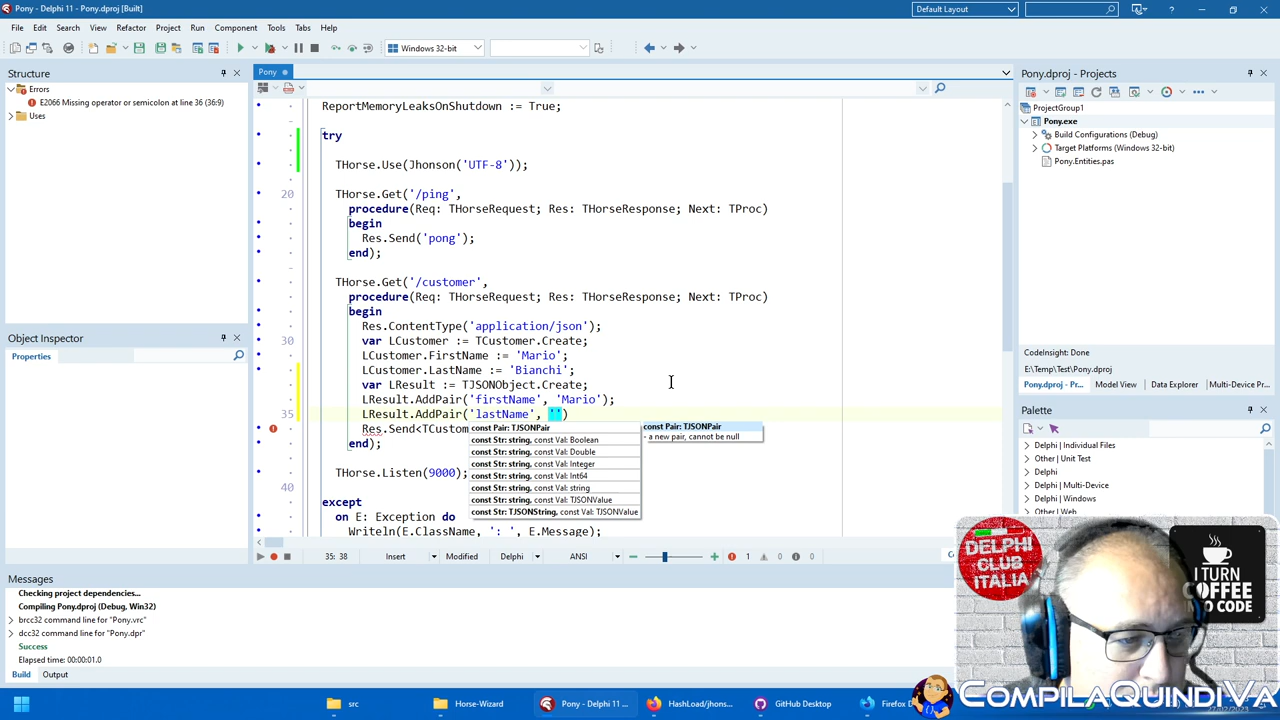 Pony - Delphi 11 - Pony.dproj [Built]
Default Layout
File Edit Search View Refactor Project Run Component Tools Tabs Help
Windows 32-bit
Structure
Errors
E2066 Missing operator or semicolon at line 36 (36:9)
Uses
Object Inspector
Properties
Pony
ReportMemoryLeaksOnShutdown := True;
try
THorse.Use(Jhonson('UTF-8'));
20 THorse.Get('/ping',
procedure(Req: THorseRequest; Res: THorseResponse; Next: TProc)
begin
Res.Send('pong');
end);
THorse.Get('/customer',
procedure(Req: THorseRequest; Res: THorseResponse; Next: TProc)
begin
Res.ContentType('application/json');
30 var LCustomer := TCustomer.Create;
LCustomer.FirstName := 'Mario';
LCustomer.LastName := 'Bianchi';
var LResult := TJSONObject.Create;
LResult.AddPair('firstName', 'Mario');
35 LResult.AddPair('lastName', '')
Res.Send<TCustom
end);
THorse.Listen(9000);
40
except
on E: Exception do
Writeln(E.ClassName, ': ', E.Message);
const Pair: TJSONPair
const Str: string, const Val: Boolean
const Str: string, const Val: Double
const Str: string, const Val: Integer
const Str: string, const Val: Int64
const Str: string, const Val: string
const Str: string, const Val: TJSONValue
const Str: TJSONString, const Val: TJSONValue
const Pair: TJSONPair
- a new pair, cannot be null
35: 38 Insert Modified Delphi ANSI 1 0 0
Pony.dproj - Projects
ProjectGroup1
Pony.exe
Build Configurations (Debug)
Target Platforms (Windows 32-bit)
Pony.Entities.pas
CodeInsight: Done
E:\Temp\Test\Pony.dproj
Pony.dproj - Pr... Model View Data Explorer Multi-Device Pr...
Palette
Delphi | Individual Files
Other | Unit Test
Delphi
Delphi | Multi-Device
Delphi | Windows
Other | Web
Messages
Checking project dependencies...
Compiling Pony.dproj (Debug, Win32)
brcc32 command line for "Pony.vrc"
dcc32 command line for "Pony.dpr"
Success
Elapsed time: 00:00:01.0
Build Output
DELPHI
CLUB
ITALIA
I TURN
COFFEE
INTO CODE
COMPILAQUINDIVA
src
Horse-Wizard
Pony - Delphi 11 ...
HashLoad/jhons...
GitHub Desktop
Firefox D